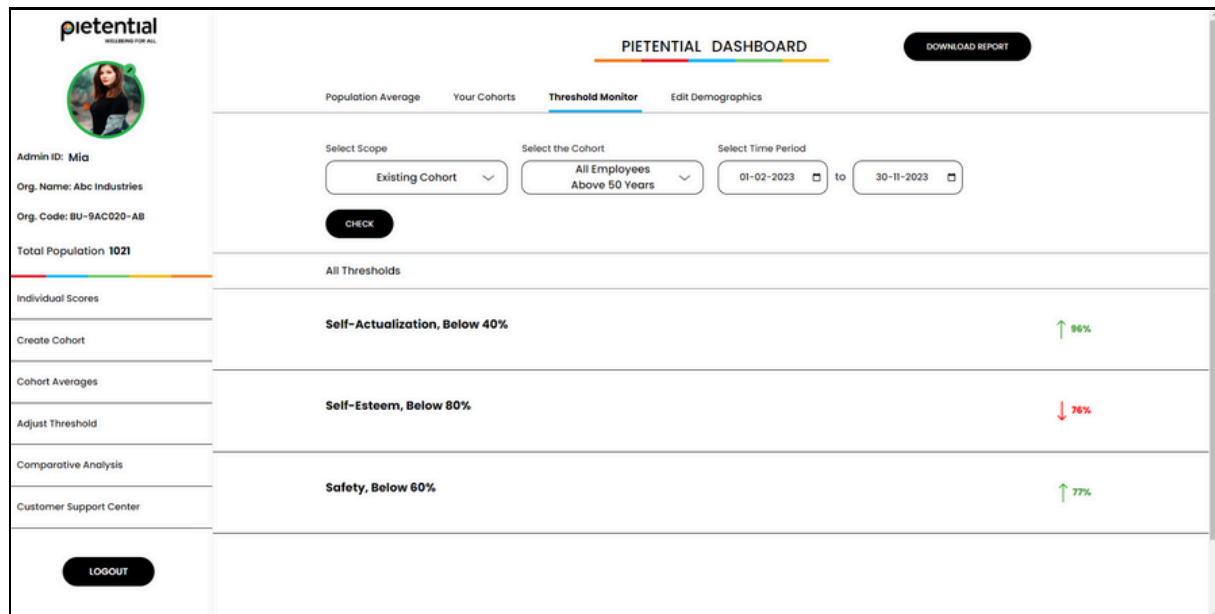 pietential
WELLBEING FOR ALL
Admin ID: Mia
Org. Name: Abc Industries
Org. Code: BU-9AC020-AB
Total Population 1021
Individual Scores
Create Cohort
Cohort Averages
Adjust Threshold
Comparative Analysis
Customer Support Center
LOGOUT
PIETENTIAL DASHBOARD
DOWNLOAD REPORT
Population Average Your Cohorts Threshold Monitor Edit Demographics
Select Scope Select the Cohort Select Time Period
Existing Cohort All Employees Above 50 Years 01-02-2023 to 30-11-2023
CHECK
All Thresholds
Self-Actualization, Below 40% ↑ 96%
Self-Esteem, Below 80% ↓ 76%
Safety, Below 60% ↑ 77%